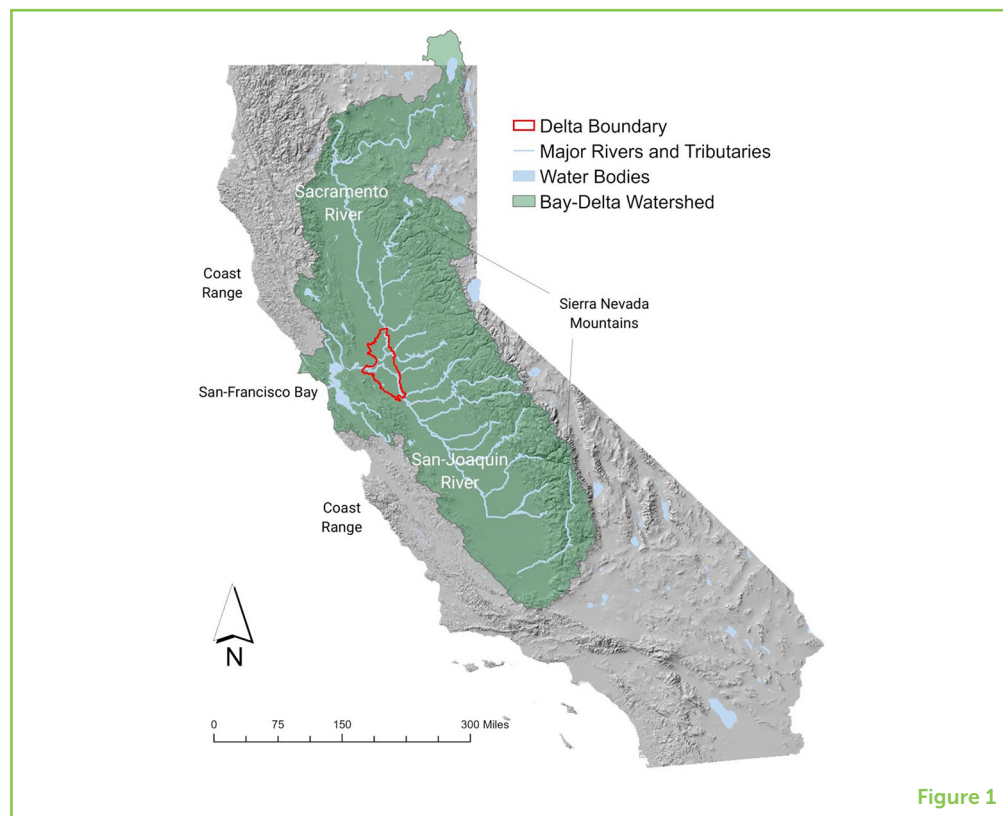 Delta Boundary
Major Rivers and Tributaries
Water Bodies
Bay-Delta Watershed
Sacramento
River
Coast
Range
Sierra Nevada
Mountains
San-Francisco Bay
San-Joaquin
River
Coast
Range
N
0 75 150 300 Miles
Figure 1